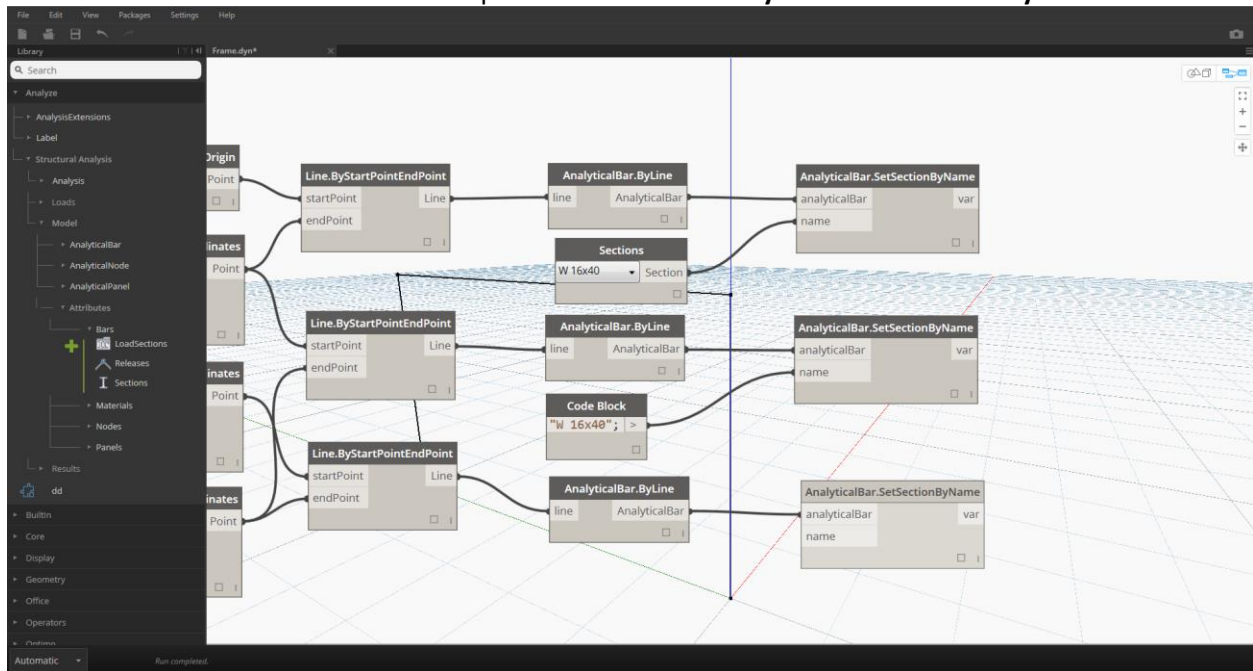 File Edit View Packages Settings Help
Library
Frame.dyn*
Search
Analyze
AnalysisExtensions
Label
Structural Analysis
Analysis
Loads
Model
AnalyticalBar
AnalyticalNode
AnalyticalPanel
Attributes
Bars
LoadSections
Releases
Sections
Materials
Nodes
Panels
Results
dd
BuiltIn
Core
Display
Geometry
Office
Operators
Optimo
Automatic
Run completed.
Origin
Point
inates
Point
inates
Point
inates
Point
Line.ByStartPointEndPoint
startPoint Line
endPoint
AnalyticalBar.ByLine
line AnalyticalBar
AnalyticalBar.SetSectionByName
analyticalBar var
name
Sections
W 16x40 Section
Line.ByStartPointEndPoint
startPoint Line
endPoint
AnalyticalBar.ByLine
line AnalyticalBar
AnalyticalBar.SetSectionByName
analyticalBar var
name
Code Block
"W 16x40"; >
Line.ByStartPointEndPoint
startPoint Line
endPoint
AnalyticalBar.ByLine
line AnalyticalBar
AnalyticalBar.SetSectionByName
analyticalBar var
name